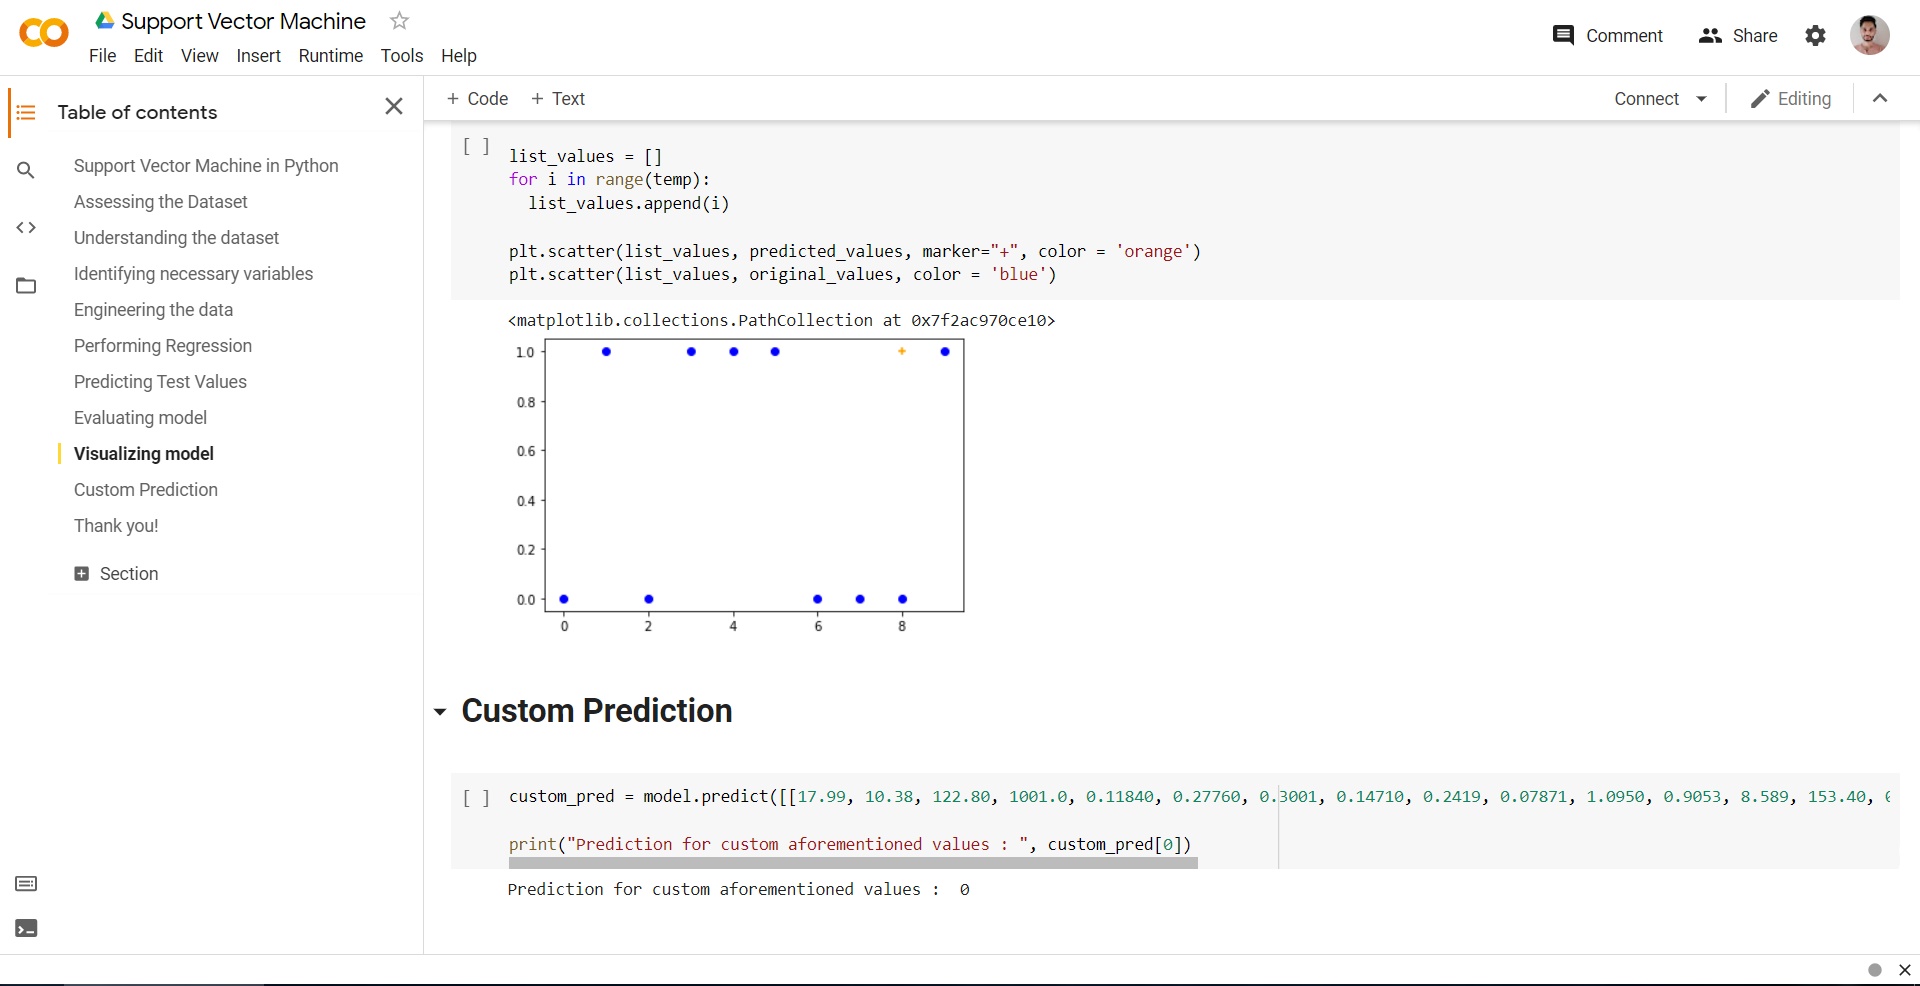 Support Vector Machine
File Edit View Insert Runtime Tools Help
Comment Share
Table of contents
Support Vector Machine in Python
Assessing the Dataset
Understanding the dataset
Identifying necessary variables
Engineering the data
Performing Regression
Predicting Test Values
Evaluating model
Visualizing model
Custom Prediction
Thank you!
Section
+ Code + Text
Connect Editing
[ ] list_values = []
for i in range(temp):
list_values.append(i)
plt.scatter(list_values, predicted_values, marker="+", color = 'orange')
plt.scatter(list_values, original_values, color = 'blue')
<matplotlib.collections.PathCollection at 0x7f2ac970ce10>
1.0
0.8
0.6
0.4
0.2
0.0
0 2 4 6 8
Custom Prediction
[ ] custom_pred = model.predict([[17.99, 10.38, 122.80, 1001.0, 0.11840, 0.27760, 0.3001, 0.14710, 0.2419, 0.07871, 1.0950, 0.9053, 8.589, 153.40,
print("Prediction for custom aforementioned values : ", custom_pred[0])
Prediction for custom aforementioned values : 0